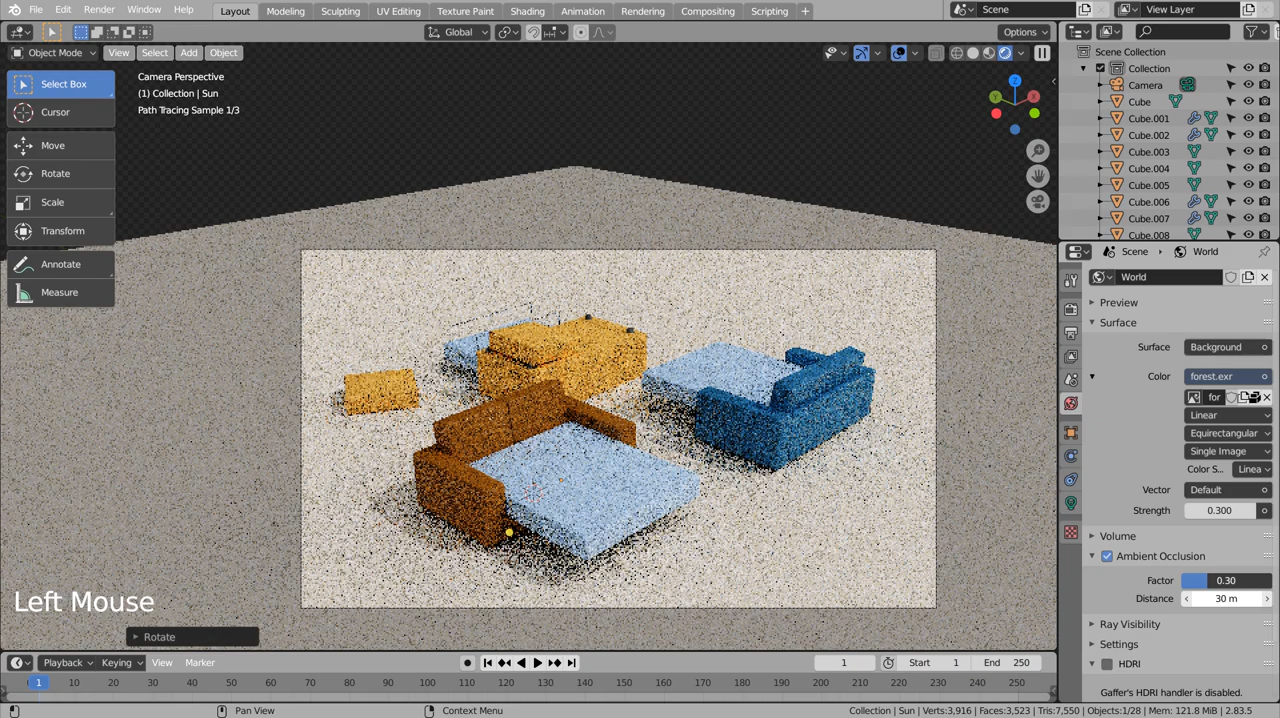 File Edit Render Window Help Layout Modeling Sculpting UV Editing Texture Paint Shading Animation Rendering Compositing Scripting + Scene View Layer
Global Options
Object Mode View Select Add Object
Scene Collection
Collection
Camera
Cube
Cube.001
Cube.002
Cube.003
Cube.004
Cube.005
Cube.006
Cube.007
Cube.008
Select Box
Cursor
Move
Rotate
Scale
Transform
Annotate
Measure
Camera Perspective
(1) Collection | Sun
Path Tracing Sample 1/3
Z
Y
X
Scene World
World
Preview
Surface
Surface Background
Color forest.exr
for
Linear
Equirectangular
Single Image
Color S... Linea
Vector Default
Strength 0.300
Volume
Ambient Occlusion
Factor 0.30
Distance 30 m
Ray Visibility
Settings
HDRI
Gaffer's HDRI handler is disabled.
Left Mouse
Rotate
Playback Keying View Marker 1 Start 1 End 250
1 10 20 30 40 50 60 70 80 90 100 110 120 130 140 150 160 170 180 190 200 210 220 230 240 250
Pan View Context Menu Collection | Sun | Verts:3,916 | Faces:3,523 | Tris:7,550 | Objects:1/28 | Mem: 121.8 MiB | 2.83.5